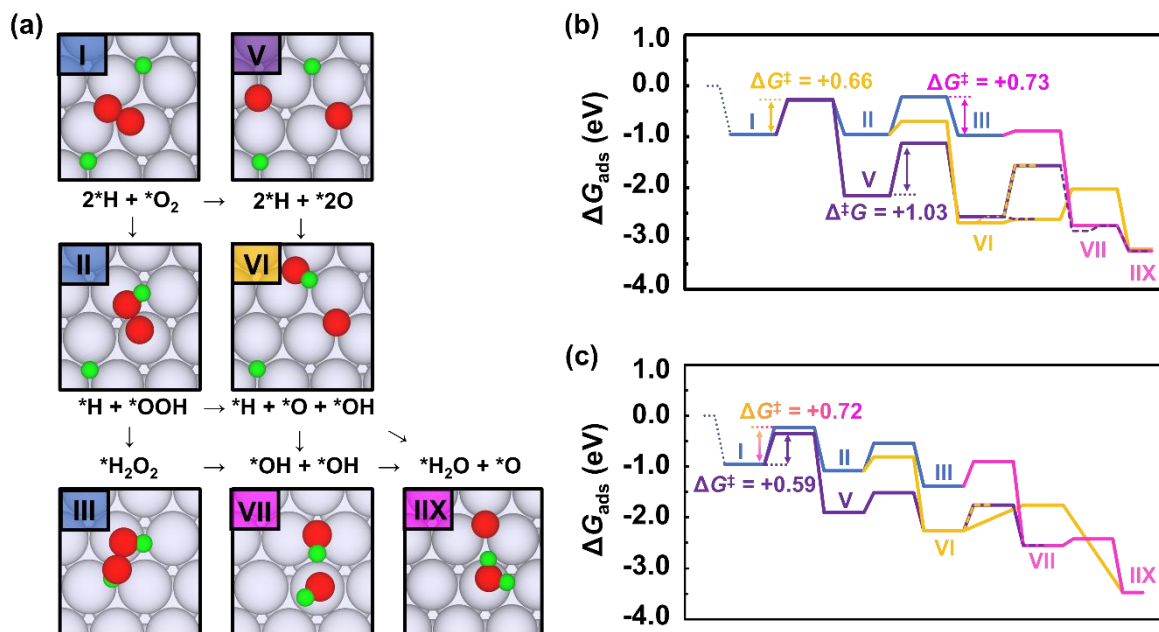 (a)
I
V
2*H + *O₂ → 2*H + *2O
↓ ↓
II
VI
*H + *OOH → *H + *O + *OH
↓ ↓ ↘
*H₂O₂ → *OH + *OH → *H₂O + *O
III
VII
IIX
(b)
1.0
0.0
-1.0
-2.0
-3.0
-4.0
ΔG_ads (eV)
ΔG‡ = +0.66
ΔG‡ = +0.73
I
II
III
V
Δ‡G = +1.03
VI
VII
IIX
(c)
1.0
0.0
-1.0
-2.0
-3.0
-4.0
ΔG_ads (eV)
ΔG‡ = +0.72
I
II
III
ΔG‡ = +0.59
V
VI
VII
IIX